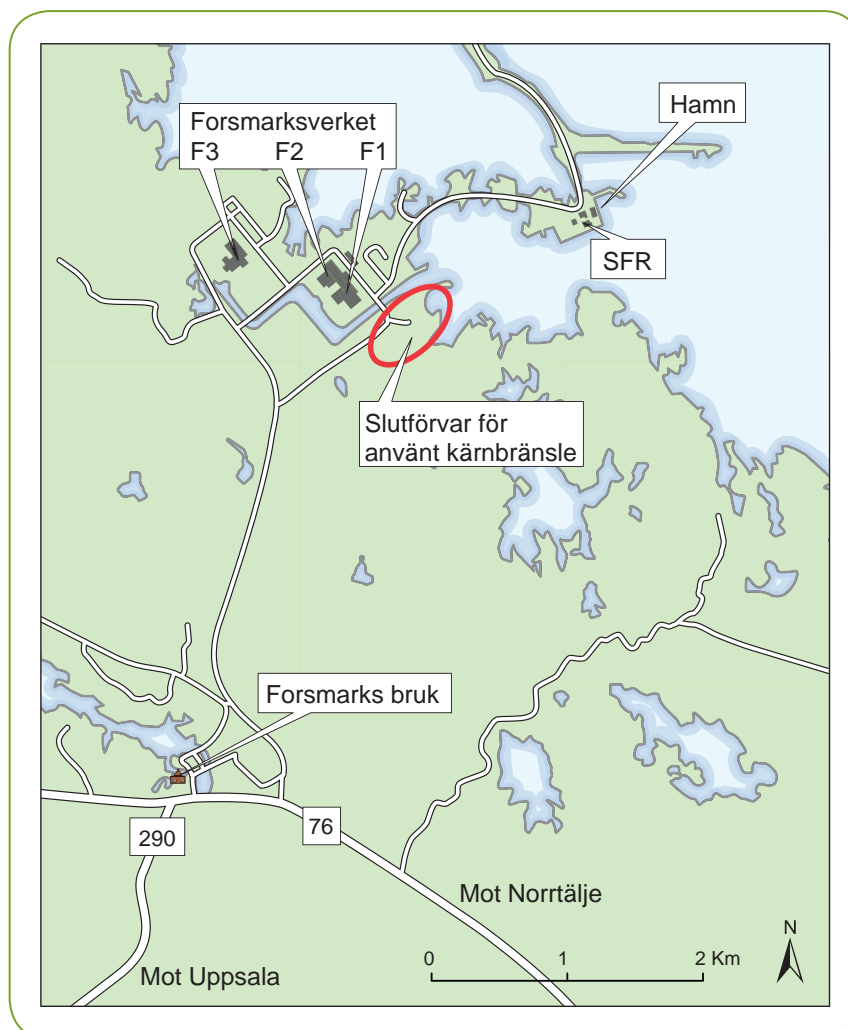 Forsmarksverket
F3 F2 F1
Hamn
SFR
Slutförvar för
använt kärnbränsle
Forsmarks bruk
290
76
Mot Norrtälje
Mot Uppsala
0 1 2 Km
N